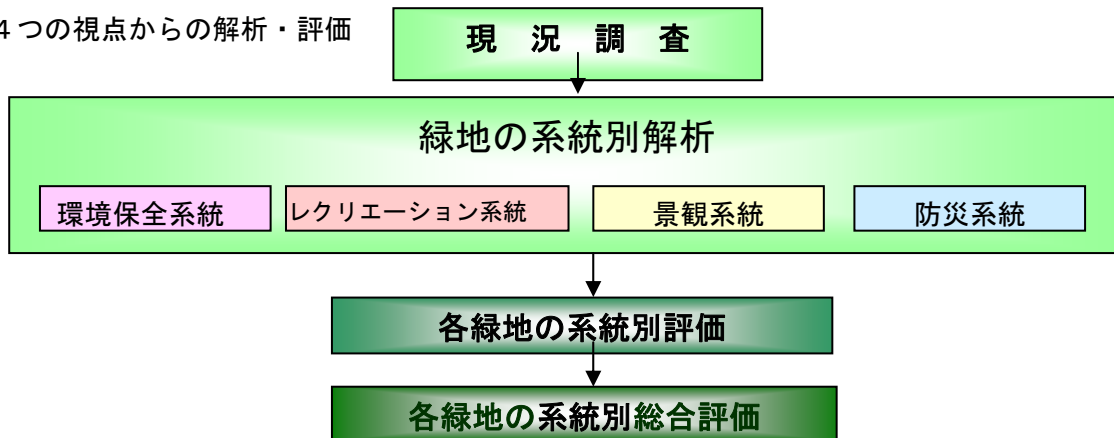 4つの視点からの解析・評価
現 況 調 査
緑地の系統別解析
環境保全系統
レクリエーション系統
景観系統
防災系統
各緑地の系統別評価
各緑地の系統別総合評価